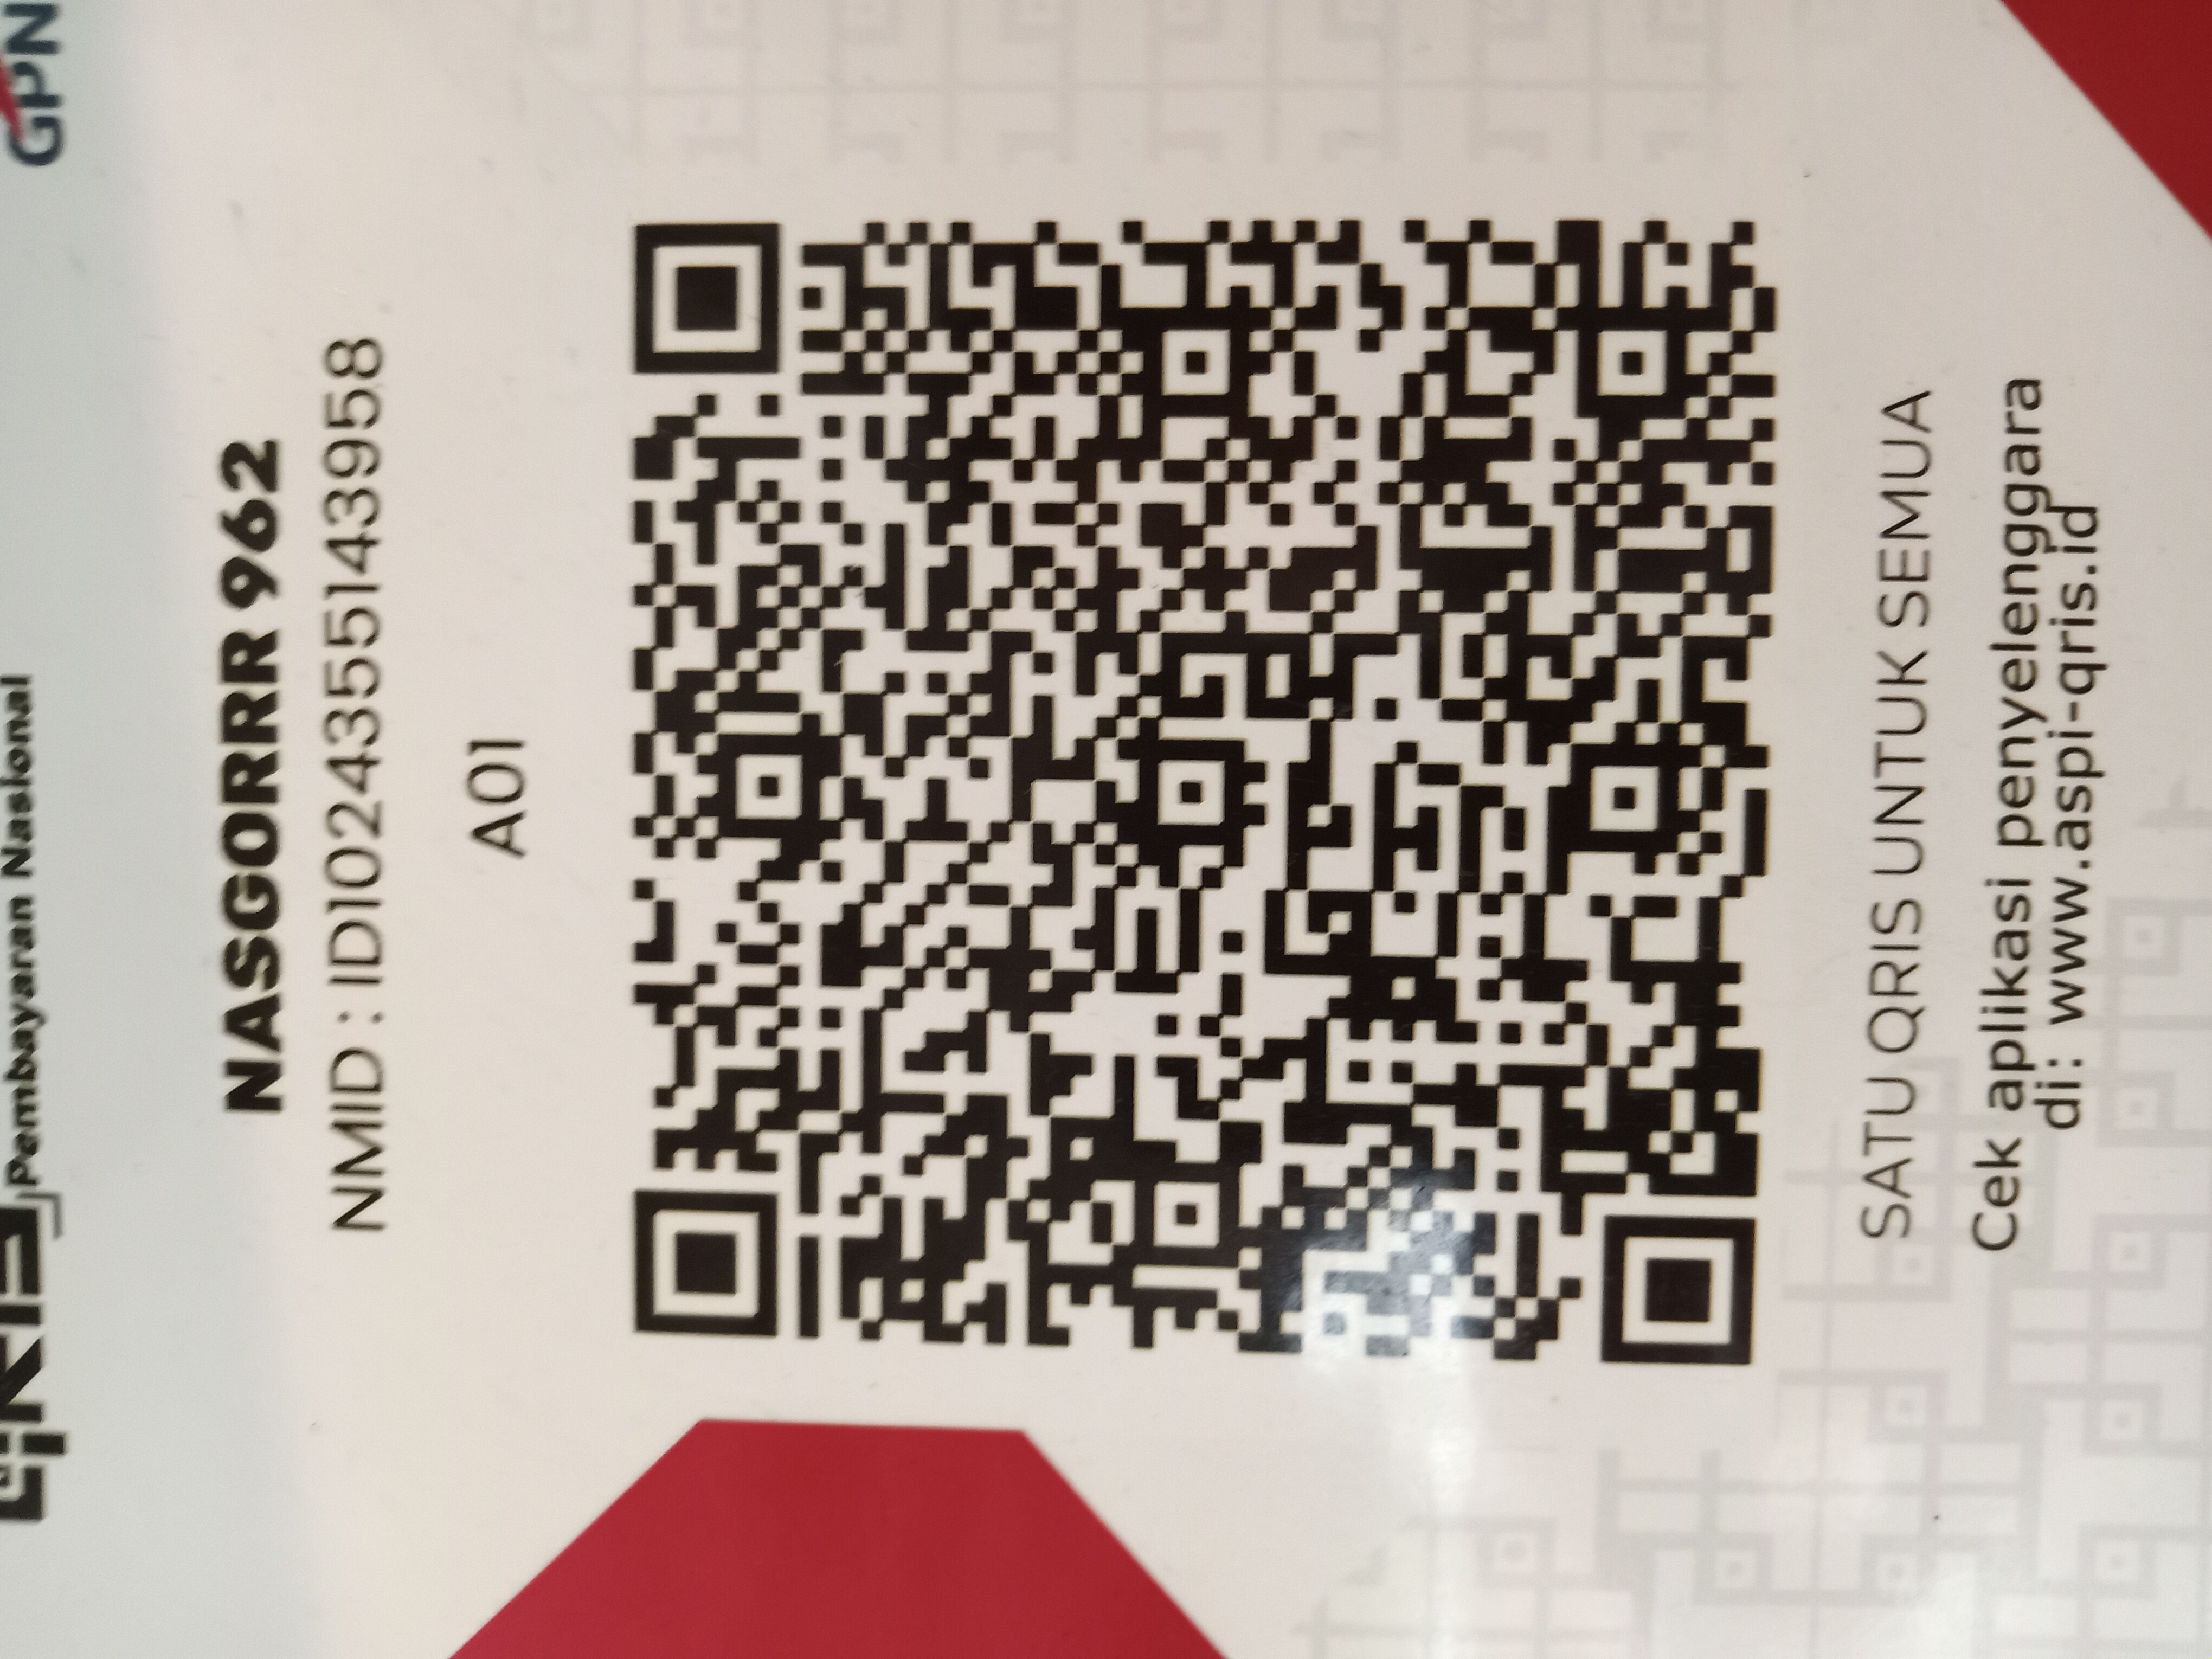 QRIS Pembayaran Nasional
GPN
NASGORRR 962
NMID : ID1024355143958
A01
SATU QRIS UNTUK SEMUA
Cek aplikasi penyelenggara
di: www.aspi-qris.id